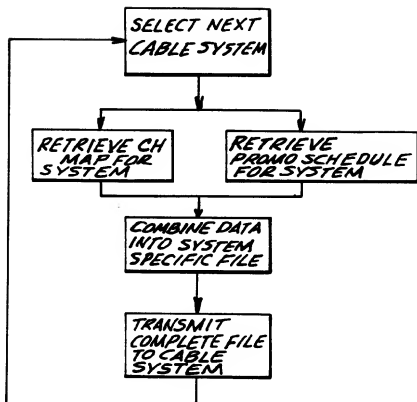 SELECT NEXT
CABLE SYSTEM
RETRIEVE CH
MAP FOR
SYSTEM
RETRIEVE
PROMO SCHEDULE
FOR SYSTEM
COMBINE DATA
INTO SYSTEM
SPECIFIC FILE
TRANSMIT
COMPLETE FILE
TO CABLE
SYSTEM